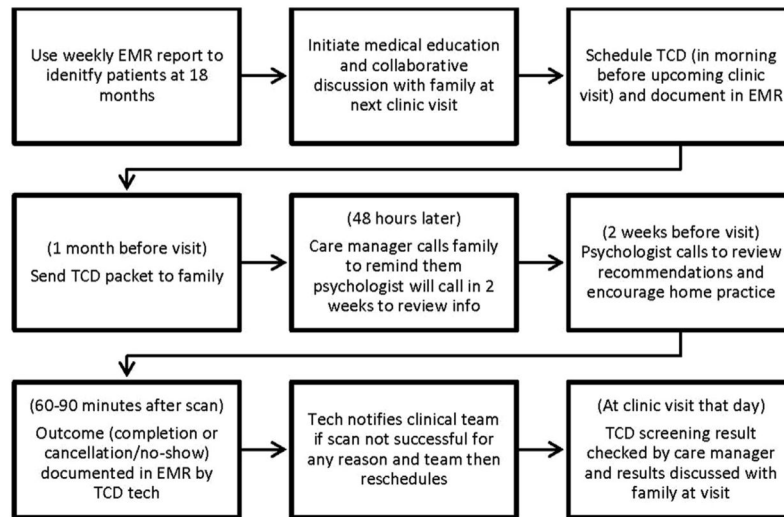 Use weekly EMR report to
idenitfy patients at 18
months
Initiate medical education
and collaborative
discussion with family at
next clinic visit
Schedule TCD (in morning
before upcoming clinic
visit) and document in EMR
(1 month before visit)
Send TCD packet to family
(48 hours later)
Care manager calls family
to remind them
psychologist will call in 2
weeks to review info
(2 weeks before visit)
Psychologist calls to review
recommendations and
encourage home practice
(60-90 minutes after scan)
Outcome (completion or
cancellation/no-show)
documented in EMR by
TCD tech
Tech notifies clinical team
if scan not successful for
any reason and team then
reschedules
(At clinic visit that day)
TCD screening result
checked by care manager
and results discussed with
family at visit